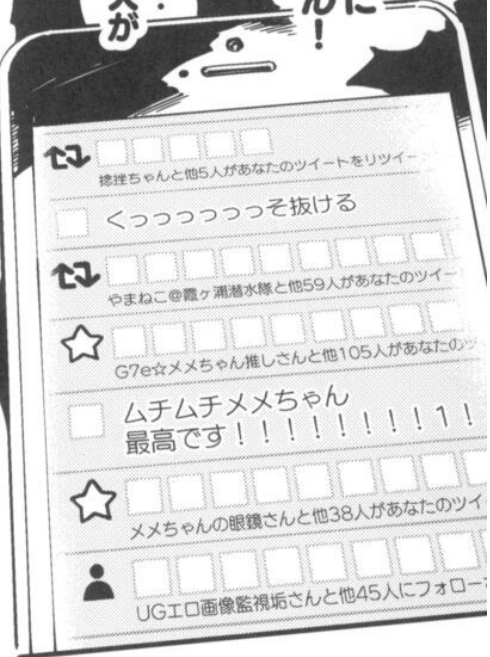 んに！
が
捻挫ちゃんと他5人があなたのツイートをリツイー
くっっっっっっそ抜ける
やまねこ@霞ヶ浦潜水隊と他59人があなたのツイー
G7e☆メメちゃん推しさんと他105人があなたの
ムチムチメメちゃん
最高です！！！！！！！！1！
メメちゃんの眼鏡さんと他38人があなたのツイ
UGエロ画像監視垢さんと他45人にフォロー